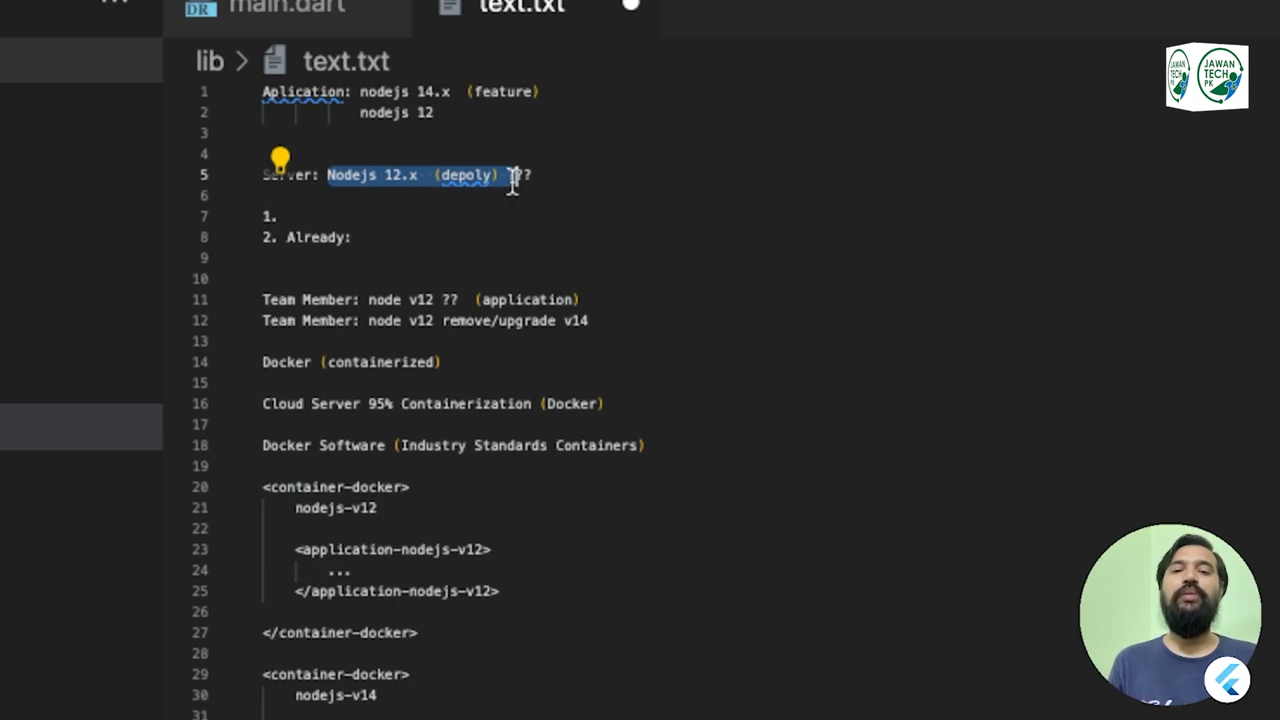 main.dart
text.txt
lib > text.txt
1 Aplication: nodejs 14.x (feature)
2 nodejs 12
3
4
5 Server: Nodejs 12.x (depoly) ???
6
7 1.
8 2. Already:
9
10
11 Team Member: node v12 ?? (application)
12 Team Member: node v12 remove/upgrade v14
13
14 Docker (containerized)
15
16 Cloud Server 95% Containerization (Docker)
17
18 Docker Software (Industry Standards Containers)
19
20 <container-docker>
21 nodejs-v12
22
23 <application-nodejs-v12>
24 ...
25 </application-nodejs-v12>
26
27 </container-docker>
28
29 <container-docker>
30 nodejs-v14
31
JAWAN
TECH
PK
JAWAN
TECH
PK